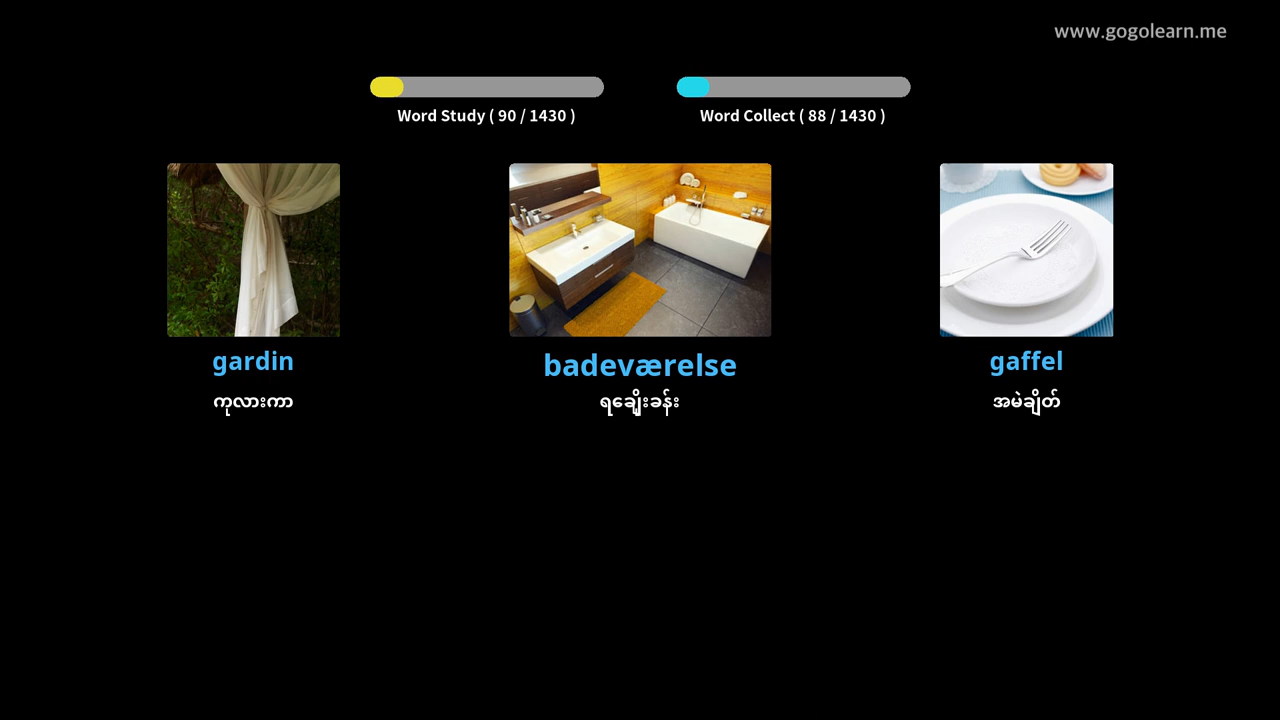 www.gogolearn.me
Word Study ( 90 / 1430 )
Word Collect ( 88 / 1430 )
gardin
badeværelse
gaffel
ကုလားကာ
ရေချိုးခန်း
အမဲချိတ်